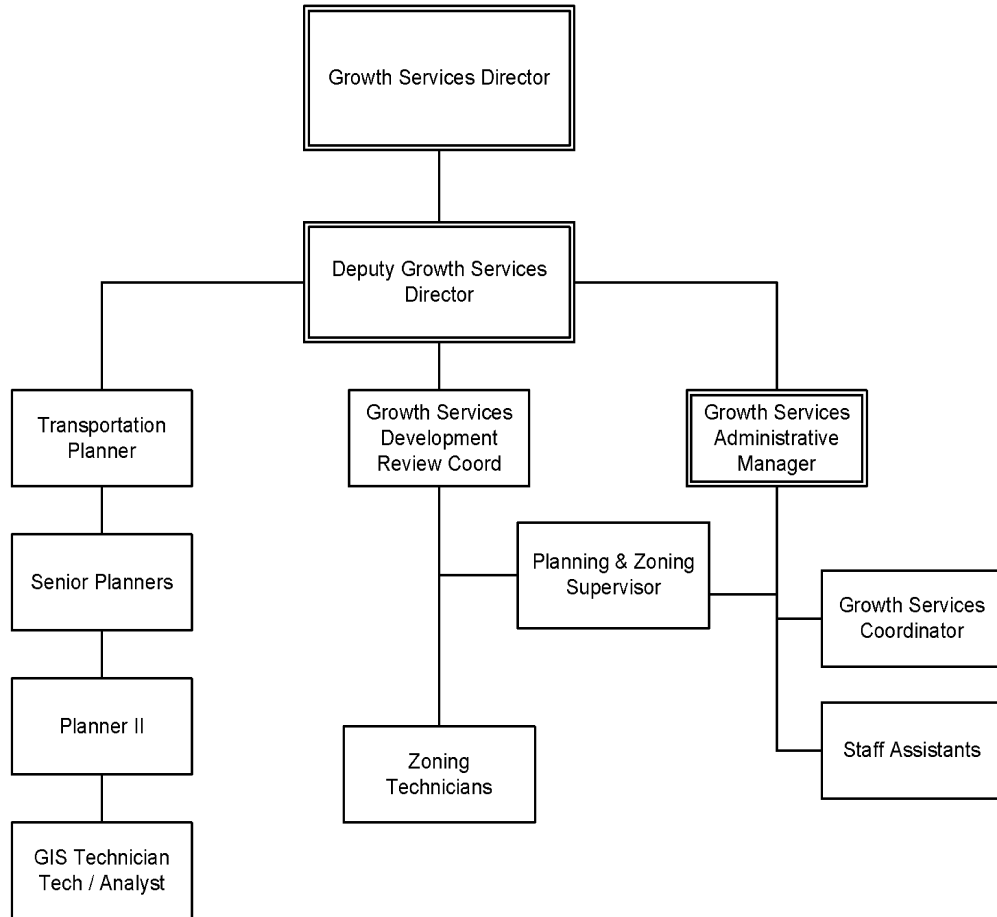 Growth Services Director
Deputy Growth Services
Director
Transportation
Planner
Growth Services
Development
Review Coord
Growth Services
Administrative
Manager
Senior Planners
Planning & Zoning
Supervisor
Growth Services
Coordinator
Planner II
Zoning
Technicians
Staff Assistants
GIS Technician
Tech / Analyst